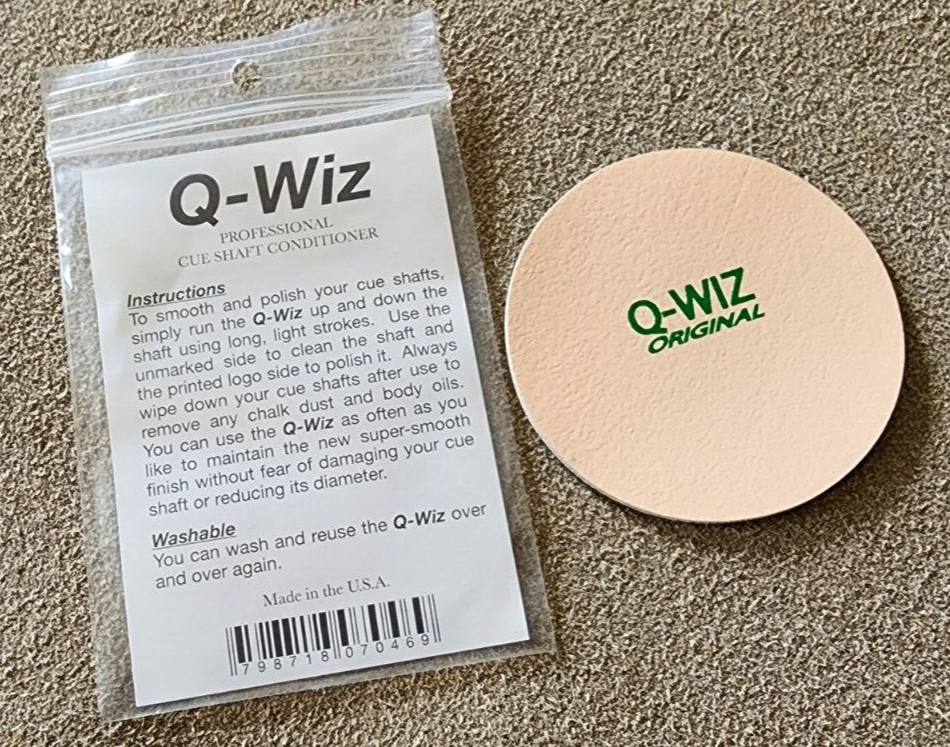 Q-Wiz
PROFESSIONAL
CUE SHAFT CONDITIONER
Instructions
To smooth and polish your cue shafts,
simply run the Q-Wiz up and down the
shaft using long, light strokes. Use the
unmarked side to clean the shaft and
the printed logo side to polish it. Always
wipe down your cue shafts after use to
remove any chalk dust and body oils.
You can use the Q-Wiz as often as you
like to maintain the new super-smooth
finish without fear of damaging your cue
shaft or reducing its diameter.
Washable
You can wash and reuse the Q-Wiz over
and over again.
Made in the U.S.A.
7 98718 07046 9
Q-WIZ
ORIGINAL